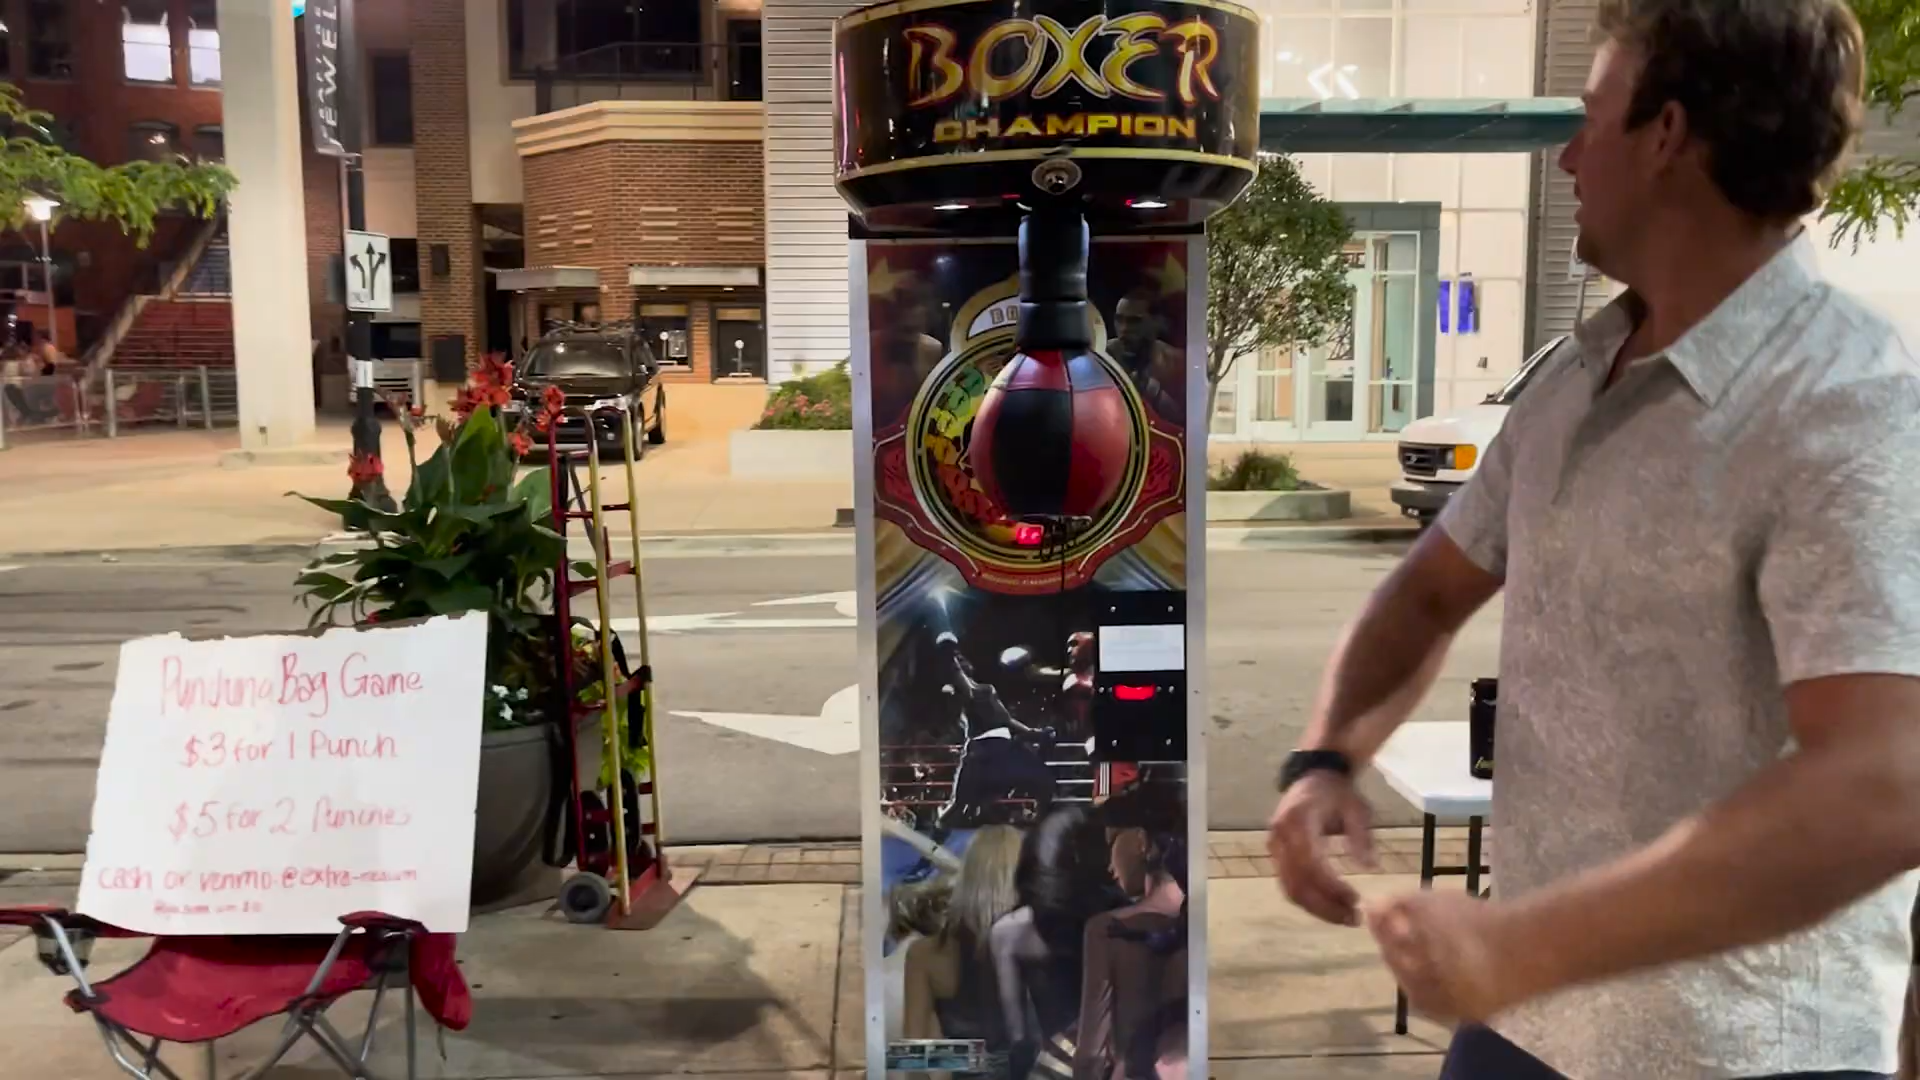 JEWEL
BOXER
CHAMPION
Punching Bag Game
$3 for 1 Punch
$5 for 2 Punches
cash or venmo @extra-medium